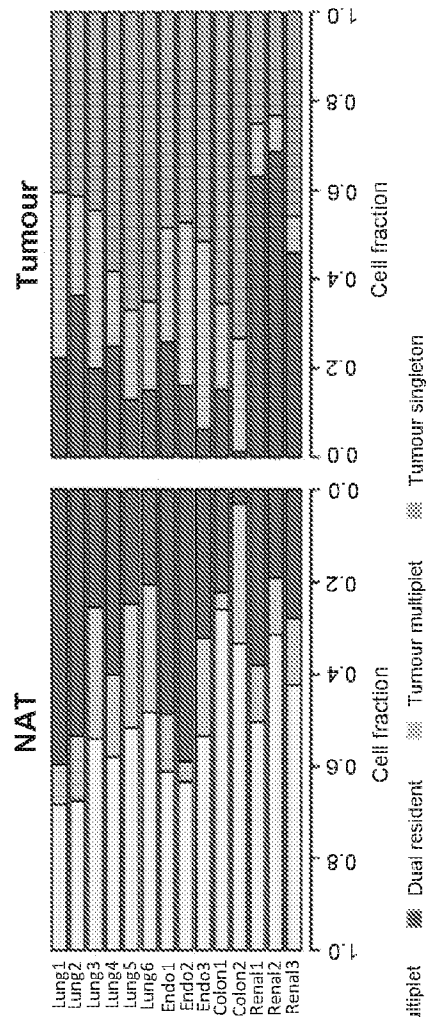 NAT
Tumour
Lung1
Lung2
Lung3
Lung4
Lung5
Lung6
Endo1
Endo2
Endo3
Colon1
Colon2
Renal1
Renal2
Renal3
1.0 0.8 0.6 0.4 0.2 0.0
0.0 0.2 0.4 0.6 0.8 1.0
Cell fraction
Cell fraction
ultiplet Dual resident Tumour multiplet Tumour singleton